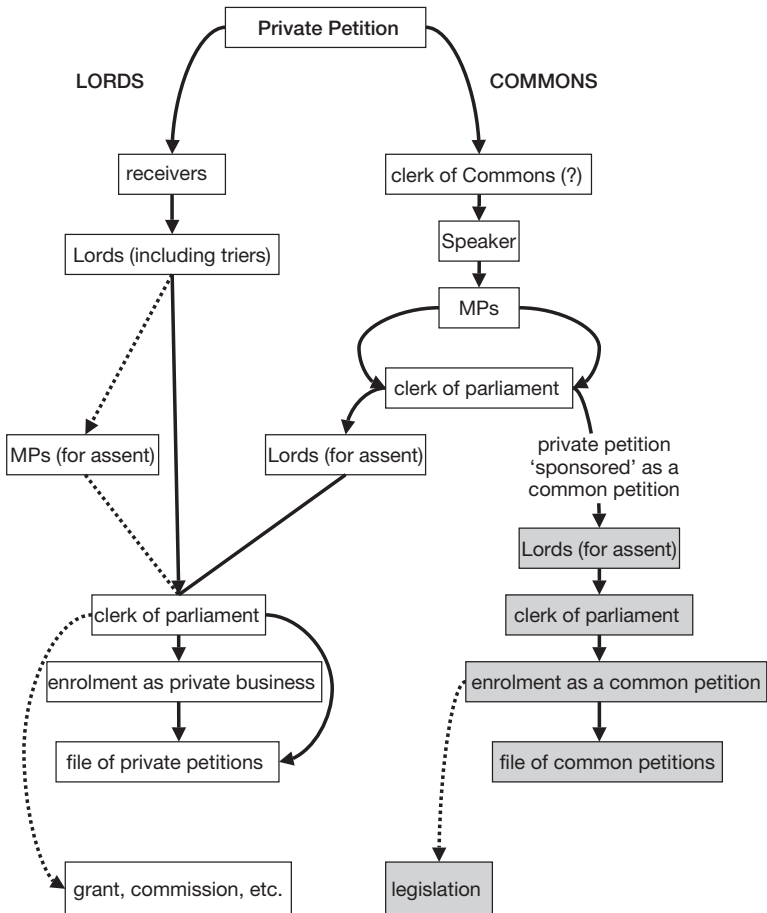 Private Petition
LORDS
COMMONS
receivers
clerk of Commons (?)
Lords (including triers)
Speaker
MPs
clerk of parliament
MPs (for assent)
Lords (for assent)
private petition
‘sponsored’ as a
common petition
Lords (for assent)
clerk of parliament
clerk of parliament
enrolment as private business
enrolment as a common petition
file of private petitions
file of common petitions
grant, commission, etc.
legislation